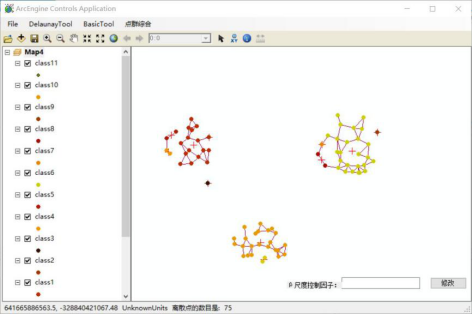 ArcEngine Controls Application
File DelaunayTool BasicTool 点群综合
0: 0
Map4
class11
class10
class9
class8
class7
class6
class5
class4
class3
class2
class1
β 尺度控制因子: 修改
641665886563.5, -328840421067.48 UnknownUnits 离散点的数目是: 75